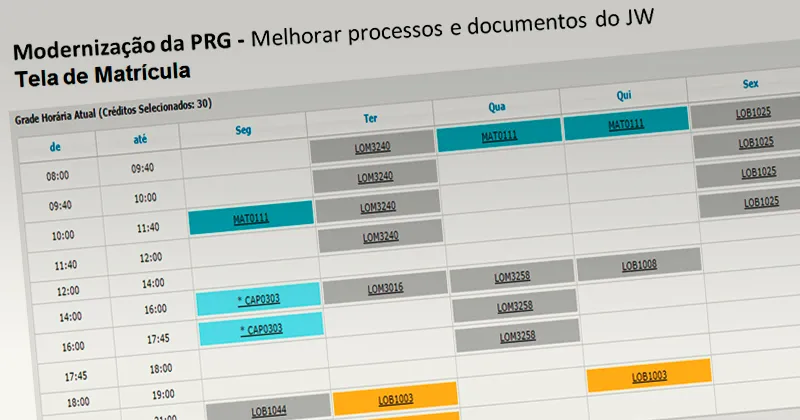 Modernização da PRG - Melhorar processos e documentos do JW
Tela de Matrícula
Grade Horária Atual (Créditos Selecionados: 30)
de até Seg Ter Qua Qui Sex
08:00 09:40 LOM3240 MAT0111 MAT0111 LOB1025
09:40 10:00 LOM3240 LOB1025
10:00 11:40 MAT0111 LOM3240 LOB1025
11:40 12:00 LOM3240 LOB1025
12:00 14:00
14:00 16:00 * CAP0303 LOM3016 LOM3258 LOB1008
16:00 17:45 * CAP0303 LOM3258
17:45 18:00 LOM3258
18:00 19:00
LOB1044 LOB1003 LOB1003